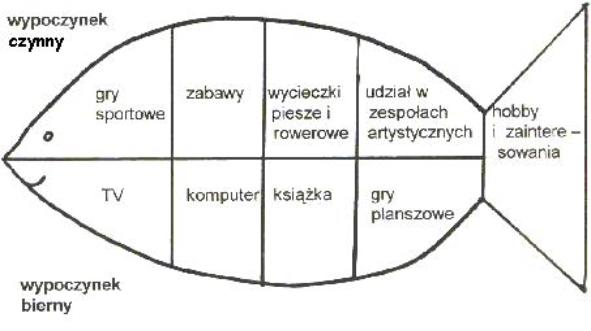 wypoczynek
czynny
gry
sportowe
zabawy
wycieczki
piesze i
rowerowe
udział w
zespołach
artystycznych
hobby
i zaintere –
sowania
TV
komputer
książka
gry
planszowe
wypoczynek
bierny